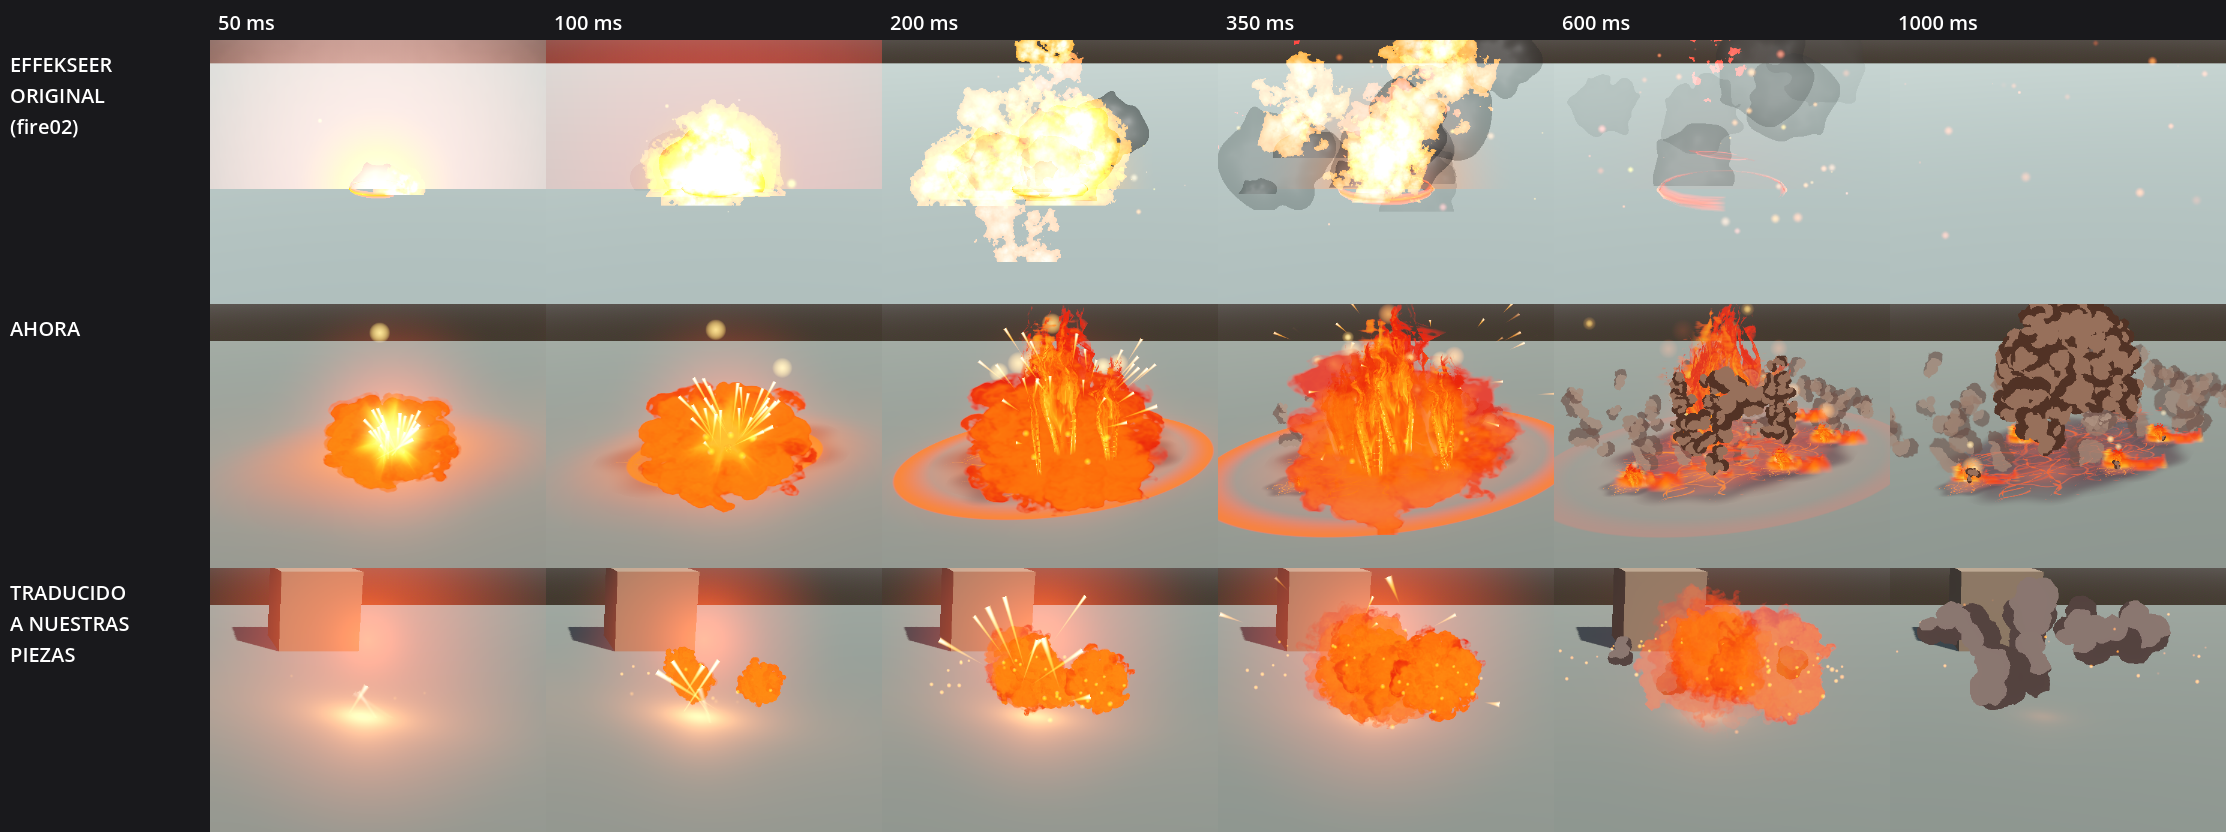 50 ms 100 ms 200 ms 350 ms 600 ms 1000 ms
EFFEKSEER
ORIGINAL
(fire02)
AHORA
TRADUCIDO
A NUESTRAS
PIEZAS